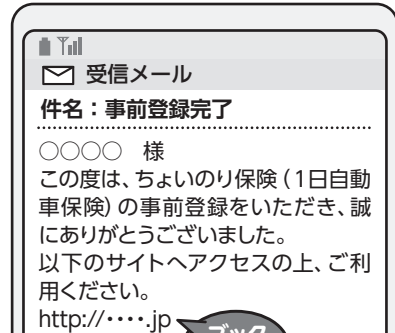 受信メール
件名：事前登録完了
○○○○　様
この度は、ちょいのり保険（1日自動
車保険）の事前登録をいただき、誠
にありがとうございました。
以下のサイトへアクセスの上、ご利
用ください。
http://・・・・.jp
ブック